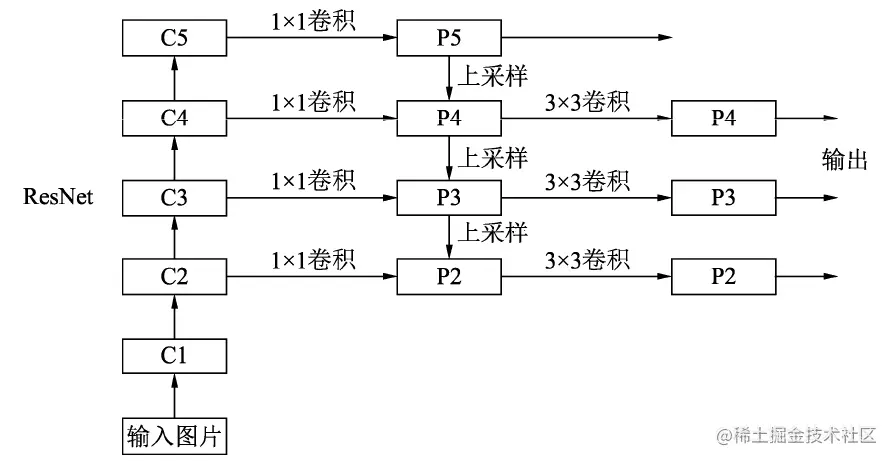 C5 1×1卷积 P5
上采样
C4 1×1卷积 P4 3×3卷积 P4
上采样 输出
ResNet C3 1×1卷积 P3 3×3卷积 P3
上采样
C2 1×1卷积 P2 3×3卷积 P2
C1
输入图片
@稀土掘金技术社区